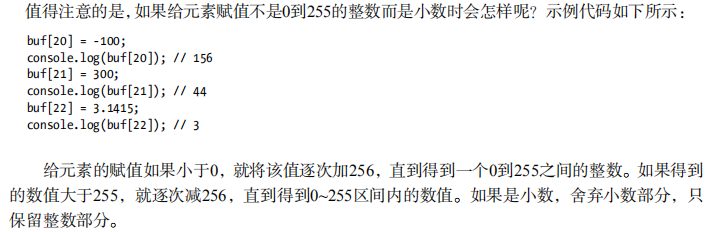 值得注意的是，如果给元素赋值不是0到255的整数而是小数时会怎样呢？示例代码如下所示：
buf[20] = -100;
console.log(buf[20]); // 156
buf[21] = 300;
console.log(buf[21]); // 44
buf[22] = 3.1415;
console.log(buf[22]); // 3
给元素的赋值如果小于0，就将该值逐次加256，直到得到一个0到255之间的整数。如果得到
的数值大于255，就逐次减256，直到得到0~255区间内的数值。如果是小数，舍弃小数部分，只
保留整数部分。